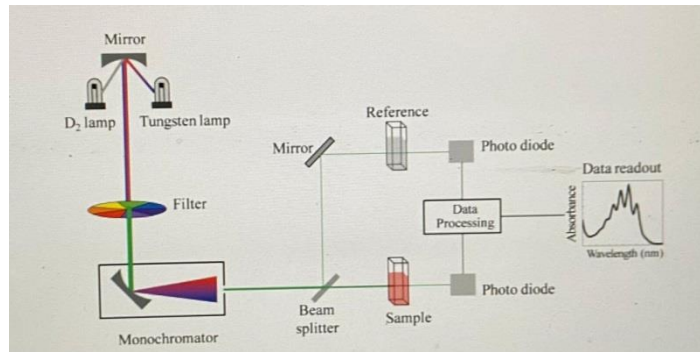 Mirror
D₂ lamp
Tungsten lamp
Filter
Monochromator
Beam
splitter
Mirror
Reference
Sample
Photo diode
Data
Processing
Photo diode
Data readout
Absorbance
Wavelength (nm)